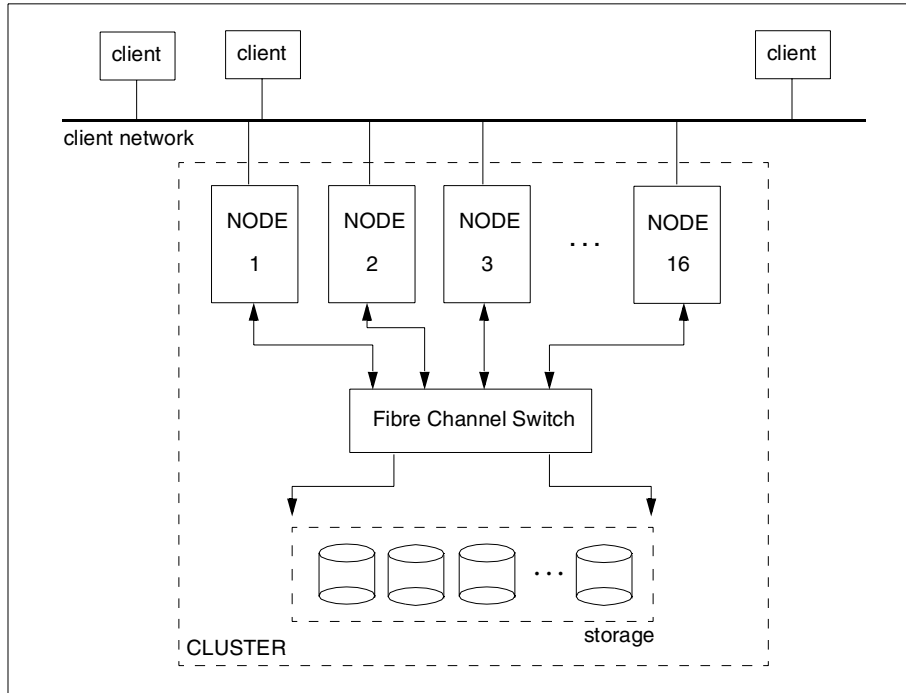 client
client
client
client network
NODE
1
NODE
2
NODE
3
. . .
NODE
16
Fibre Channel Switch
. . .
storage
CLUSTER